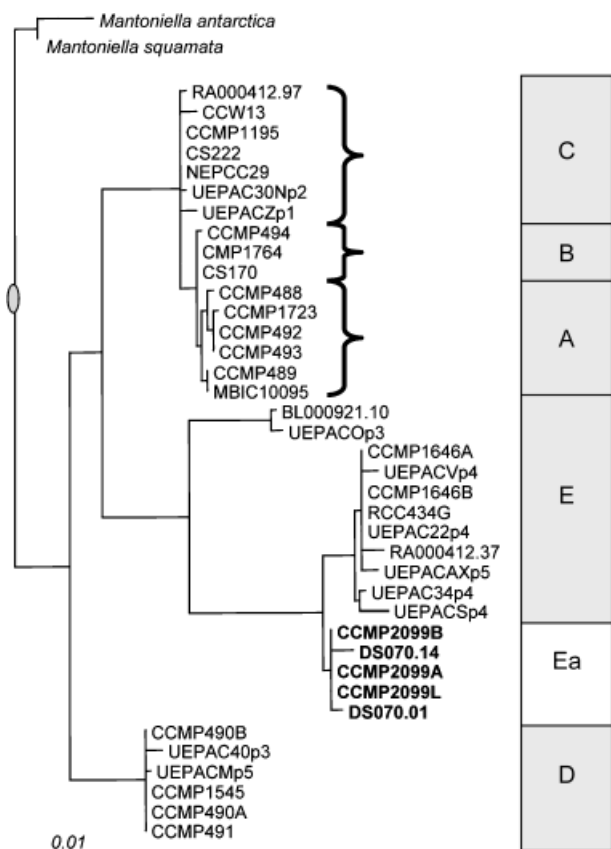 Mantoniella antarctica
Mantoniella squamata
RA000412.97
CCW13
CCMP1195
CS222
NEPCC29
UEPAC30Np2
UEPACZp1
C
CCMP494
CMP1764
CS170
B
CCMP488
CCMP1723
CCMP492
CCMP493
CCMP489
MBIC10095
A
BL000921.10
UEPACOp3
CCMP1646A
UEPACVp4
CCMP1646B
RCC434G
UEPAC22p4
RA000412.37
UEPACAXp5
UEPAC34p4
UEPACSp4
E
CCMP2099B
DS070.14
CCMP2099A
CCMP2099L
DS070.01
Ea
CCMP490B
UEPAC40p3
UEPACMp5
CCMP1545
CCMP490A
CCMP491
D
0.01